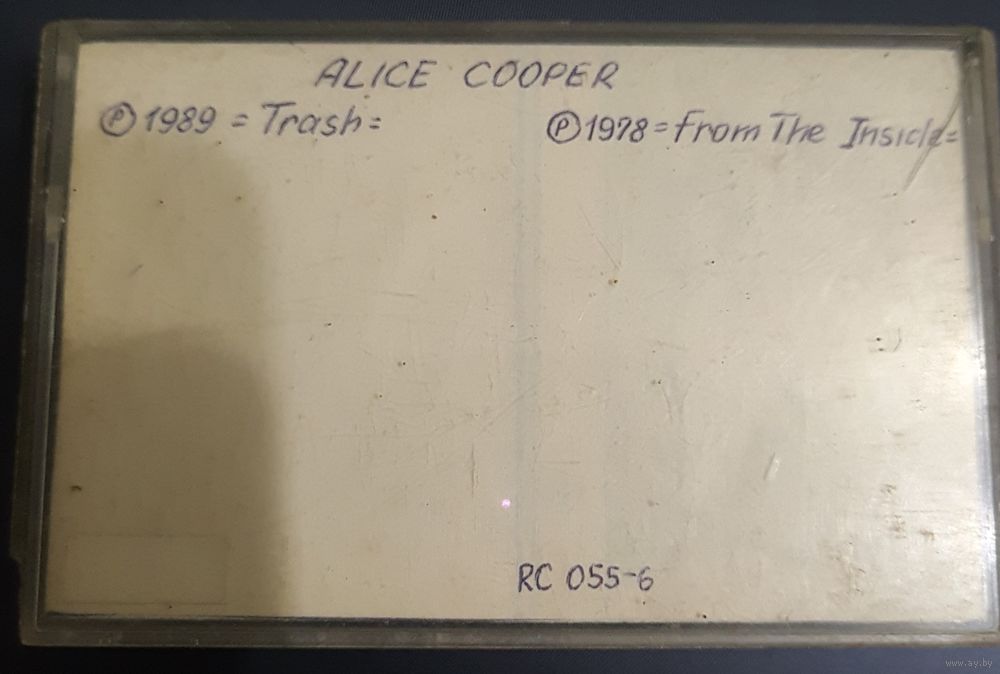 ALICE COOPER
Ⓟ 1989 = Trash =
Ⓟ 1978 = From The Inside =
RC 055-6
www.ay.by